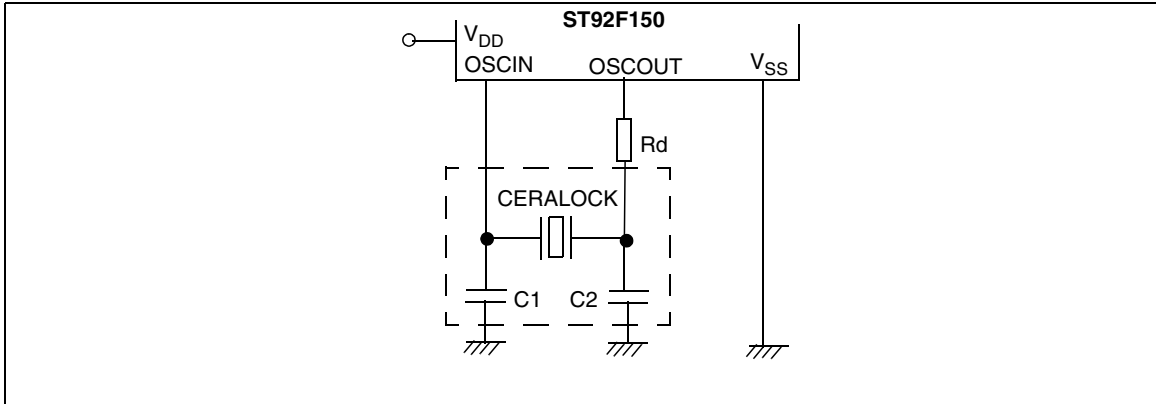 ST92F150
VDD
OSCIN OSCOUT VSS
Rd
CERALOCK
C1 C2